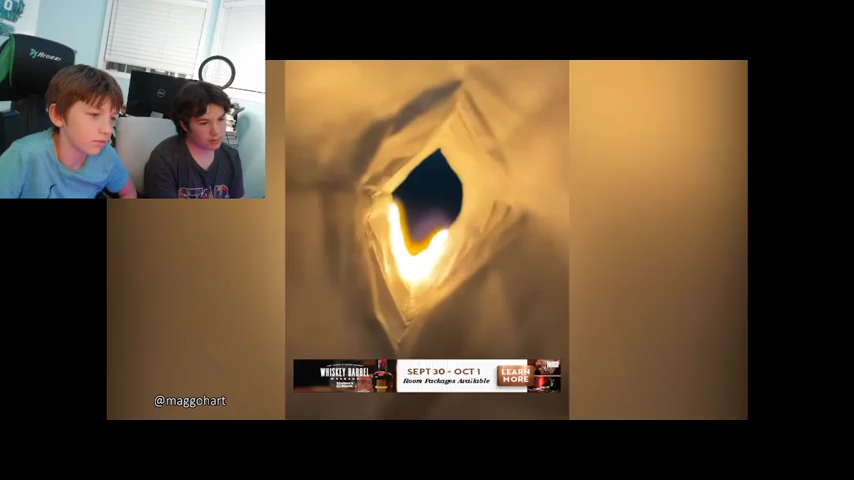 WHISKEY BARREL
SEPT 30 - OCT 1
Room Packages Available
LEARN
MORE
@maggohart